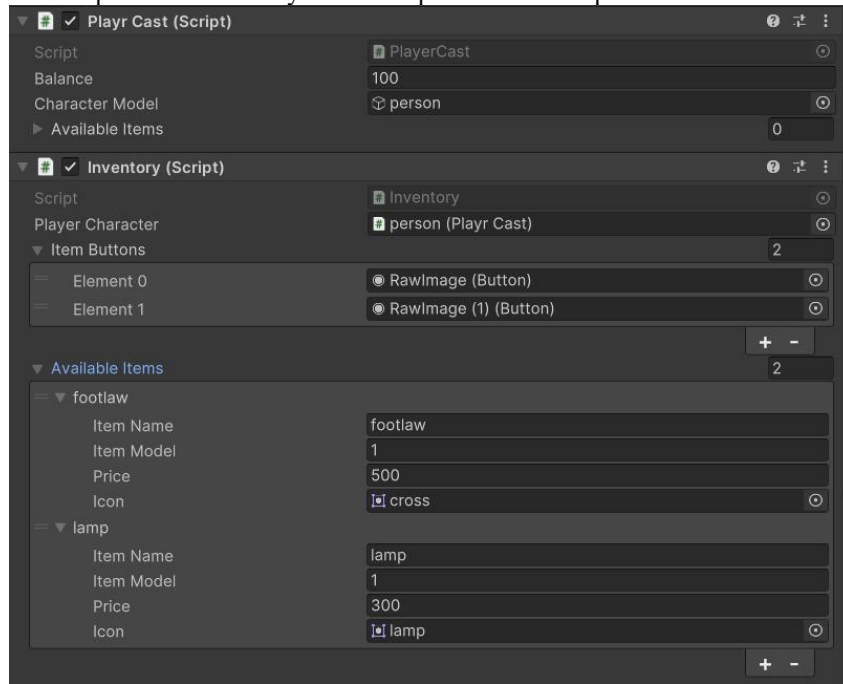 Playr Cast (Script)
Script PlayerCast
Balance 100
Character Model person
Available Items 0
Inventory (Script)
Script Inventory
Player Character person (Playr Cast)
Item Buttons 2
Element 0 RawImage (Button)
Element 1 RawImage (1) (Button)
+ -
Available Items 2
footlaw
Item Name footlaw
Item Model 1
Price 500
Icon cross
lamp
Item Name lamp
Item Model 1
Price 300
Icon lamp
+ -